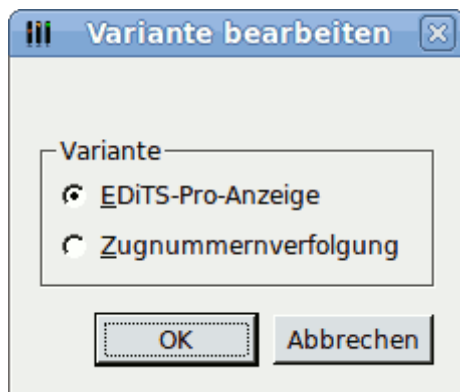 Variante bearbeiten
Variante
EDiTS-Pro-Anzeige
Zugnummernverfolgung
OK Abbrechen